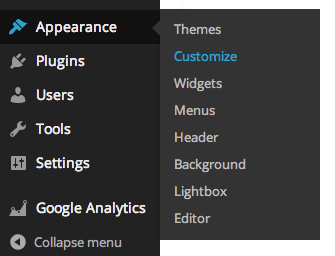 Appearance
Plugins
Users
Tools
Settings
Google Analytics
Collapse menu
Themes
Customize
Widgets
Menus
Header
Background
Lightbox
Editor